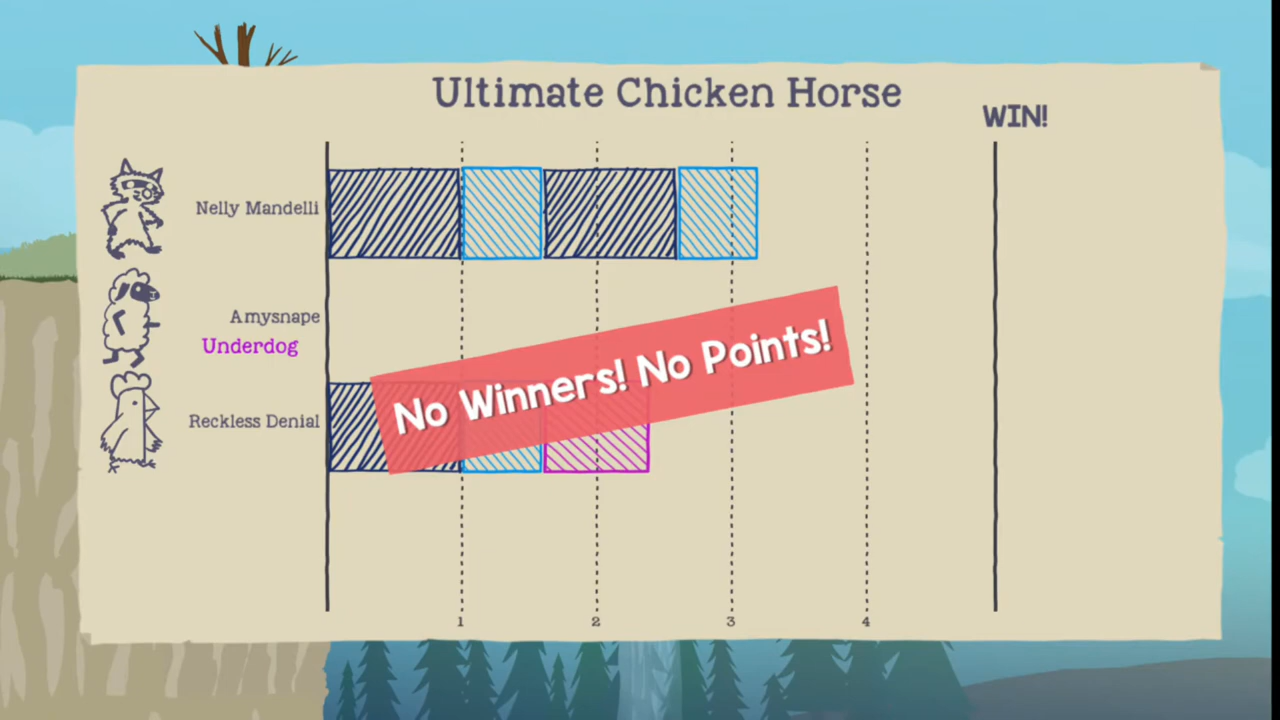 Ultimate Chicken Horse
WIN!
Nelly Mandelli
Amysnape
Underdog
No Winners! No Points!
Reckless Denial
1 2 3 4